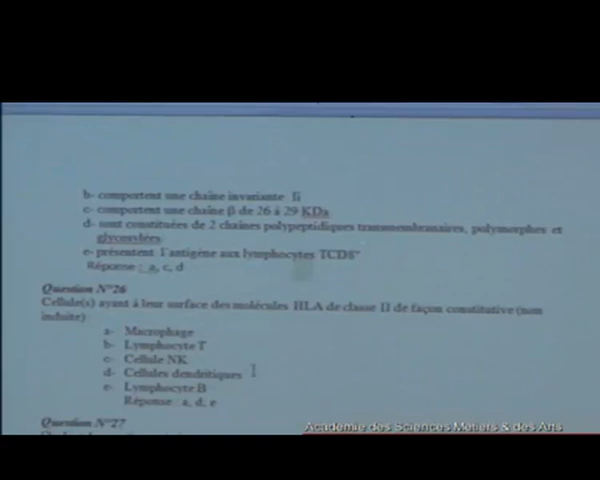 b- comportent une chaîne invariante Ii
c- comportent une chaîne β de 26 à 29 KDa
d- sont constituées de 2 chaînes polypeptidiques transmembranaires, polymorphes et
glycosylées
e- présentent l'antigène aux lymphocytes TCD8+
Réponse : a, c, d
Question N°26
Cellule(s) ayant à leur surface des molécules HLA de classe II de façon constitutive (non
induite)
a- Macrophage
b- Lymphocyte T
c- Cellule NK
d- Cellules dendritiques
e- Lymphocyte B
Réponse : a, d, e
Question N°27
Academie des Sciences Metiers & des Arts